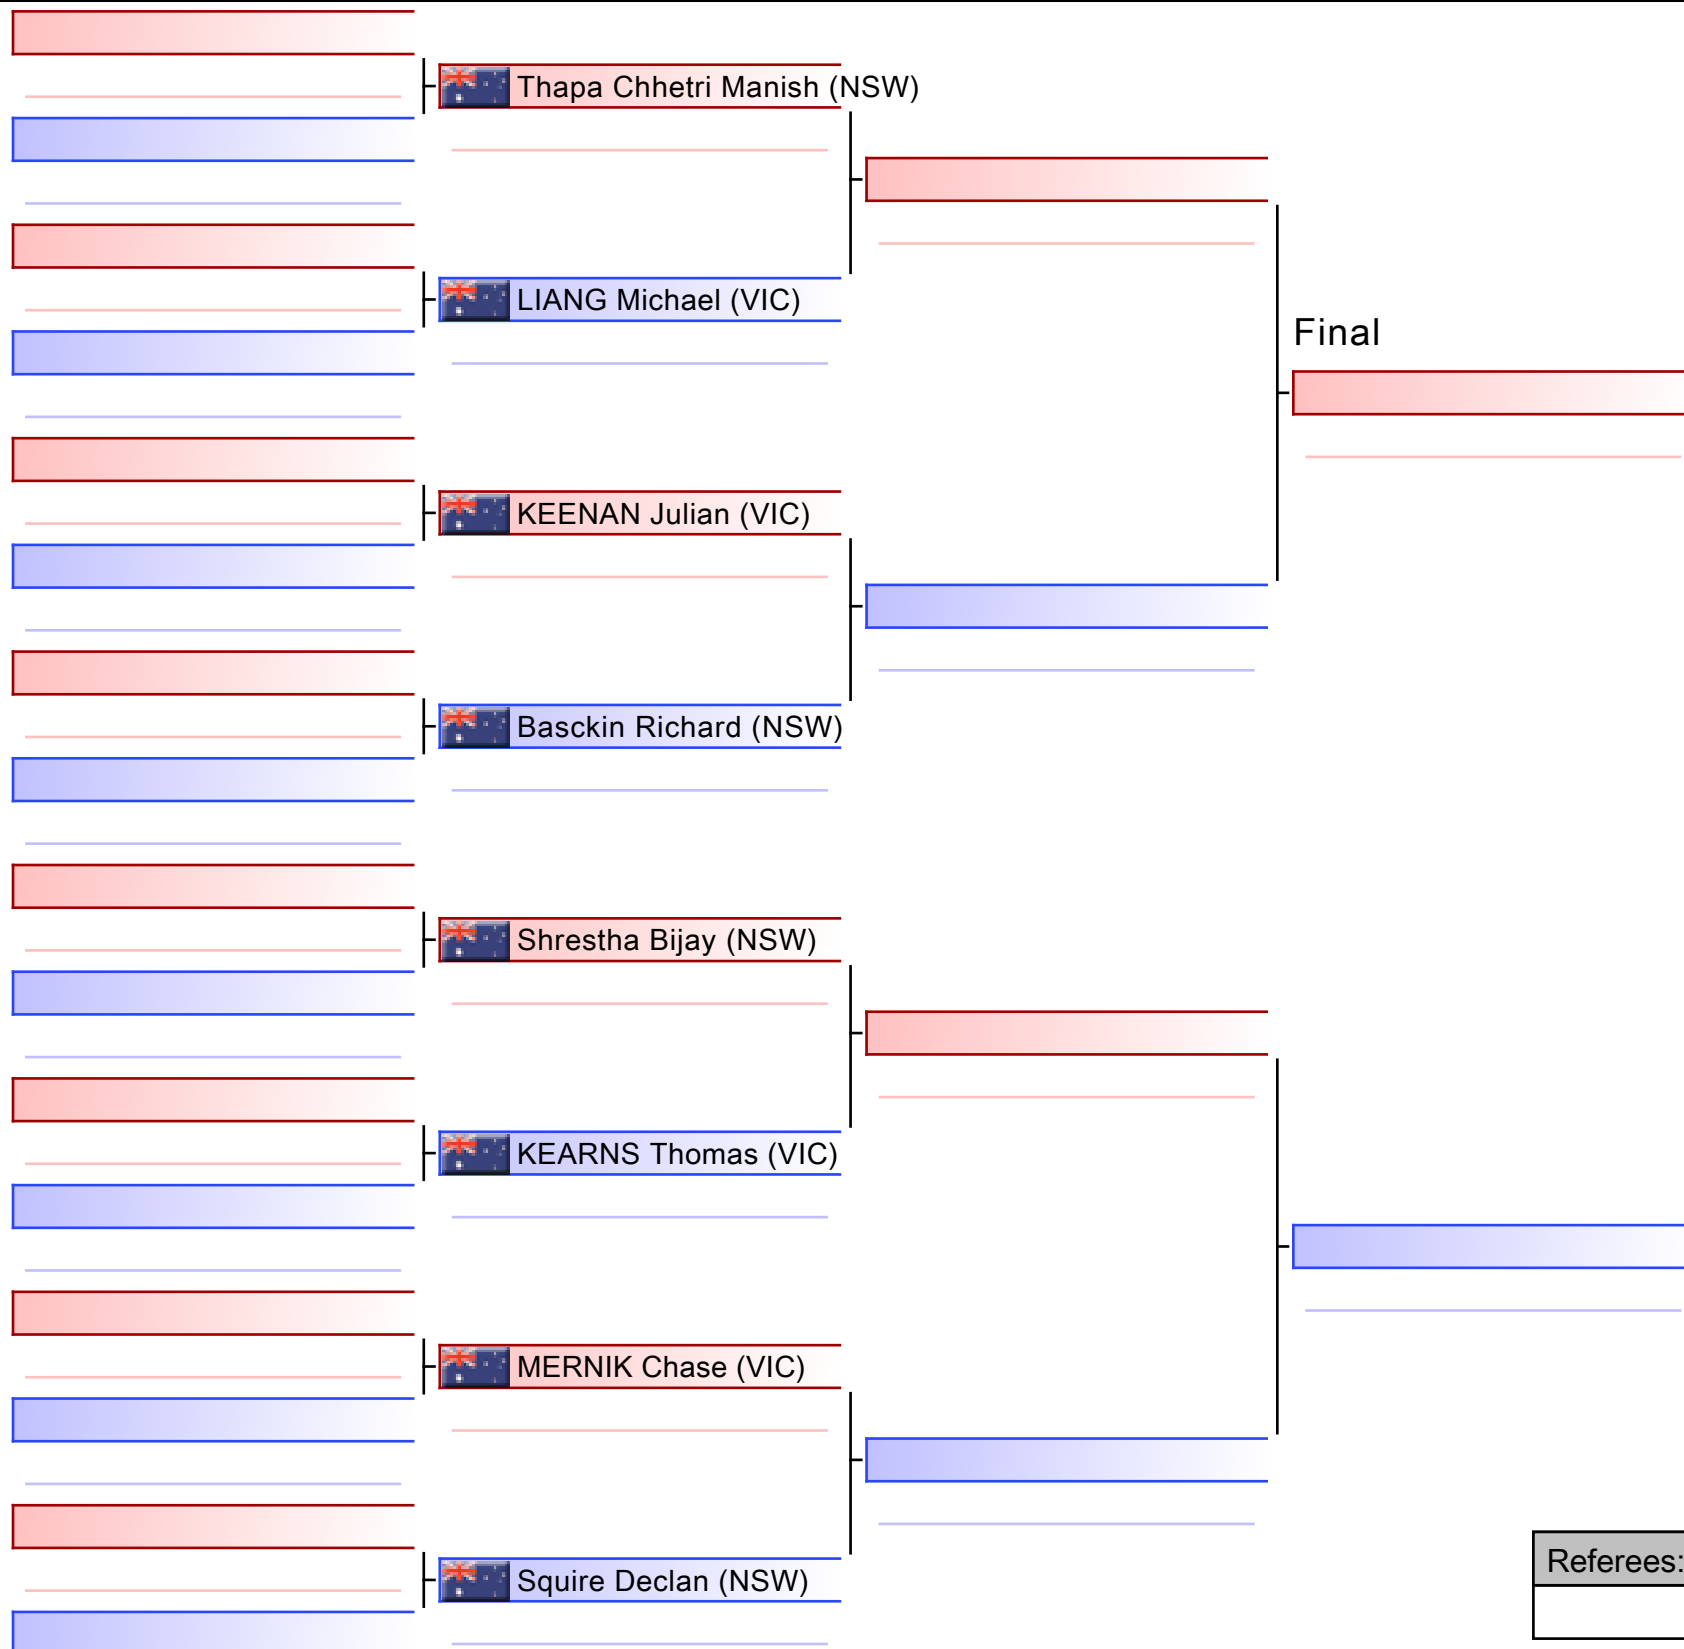 Thapa Chhetri Manish (NSW)
LIANG Michael (VIC)
Final
KEENAN Julian (VIC)
Basckin Richard (NSW)
Shrestha Bijay (NSW)
KEARNS Thomas (VIC)
MERNIK Chase (VIC)
Squire Declan (NSW)
Referees: